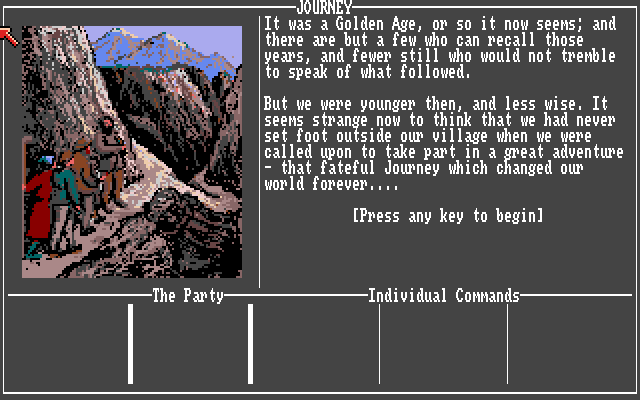 JOURNEY
It was a Golden Age, or so it now seems; and
there are but a few who can recall those
years, and fewer still who would not tremble
to speak of what followed.
But we were younger then, and less wise. It
seems strange now to think that we had never
set foot outside our village when we were
called upon to take part in a great adventure
- that fateful Journey which changed our
world forever....
[Press any key to begin]
The Party
Individual Commands